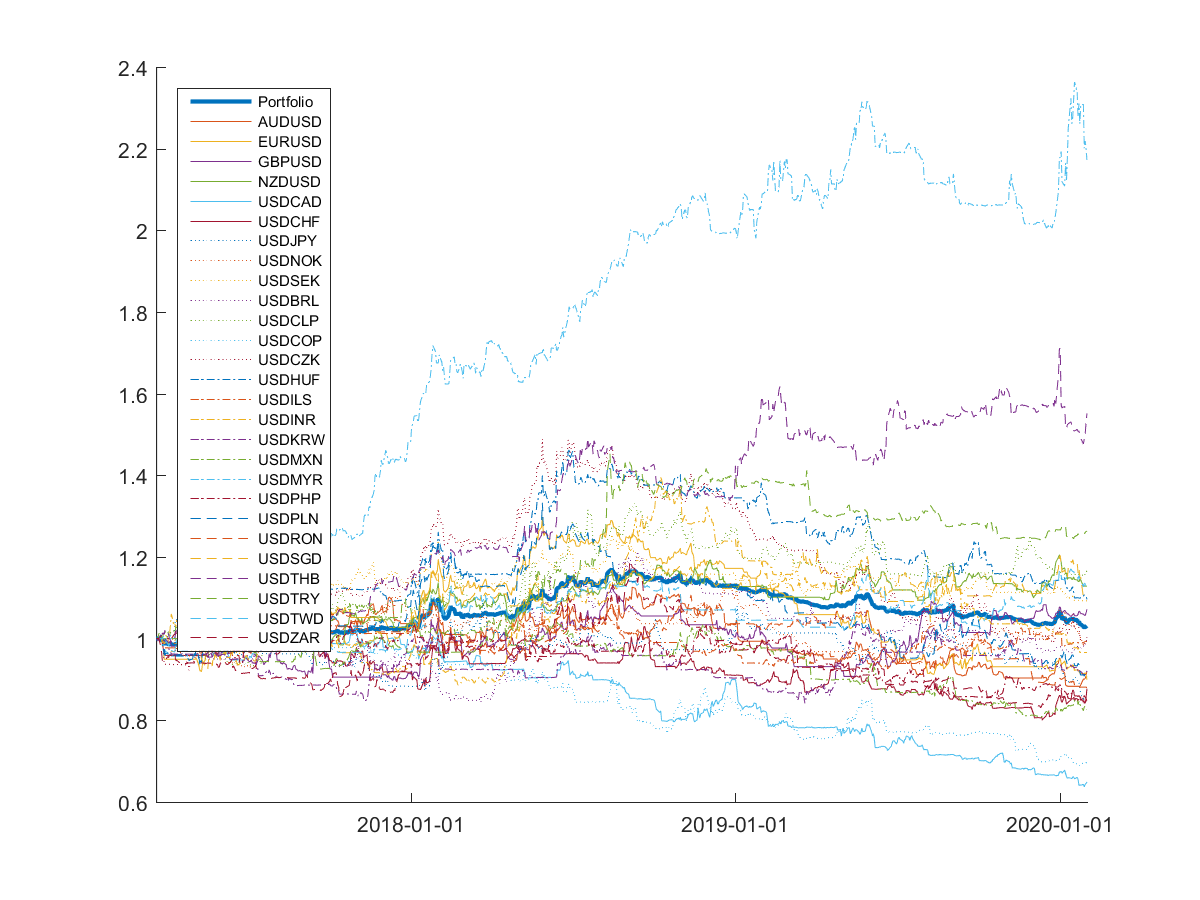 2.4
2.2
2
1.8
1.6
1.4
1.2
1
0.8
0.6
Portfolio
AUDUSD
EURUSD
GBPUSD
NZDUSD
USDCAD
USDCHF
USDJPY
USDNOK
USDSEK
USDBRL
USDCLP
USDCOP
USDCZK
USDHUF
USDILS
USDINR
USDKRW
USDMXN
USDMYR
USDPHP
USDPLN
USDRON
USDSGD
USDTHB
USDTRY
USDTWD
USDZAR
2018-01-01 2019-01-01 2020-01-01